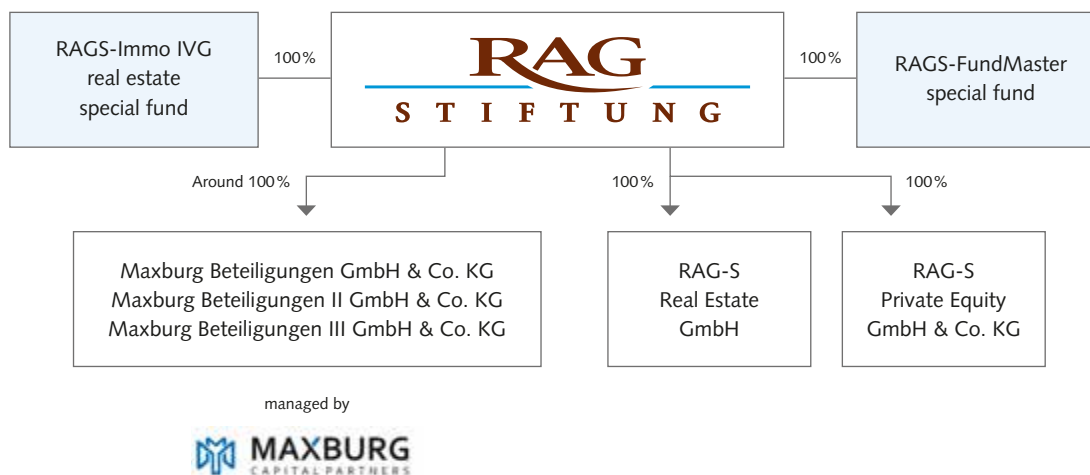 RAGS-Immo IVG
real estate
special fund
100%
RAG
STIFTUNG
100%
RAGS-FundMaster
special fund
Around 100%
100%
100%
Maxburg Beteiligungen GmbH & Co. KG
Maxburg Beteiligungen II GmbH & Co. KG
Maxburg Beteiligungen III GmbH & Co. KG
RAG-S
Real Estate
GmbH
RAG-S
Private Equity
GmbH & Co. KG
managed by
MAXBURG
CAPITAL PARTNERS